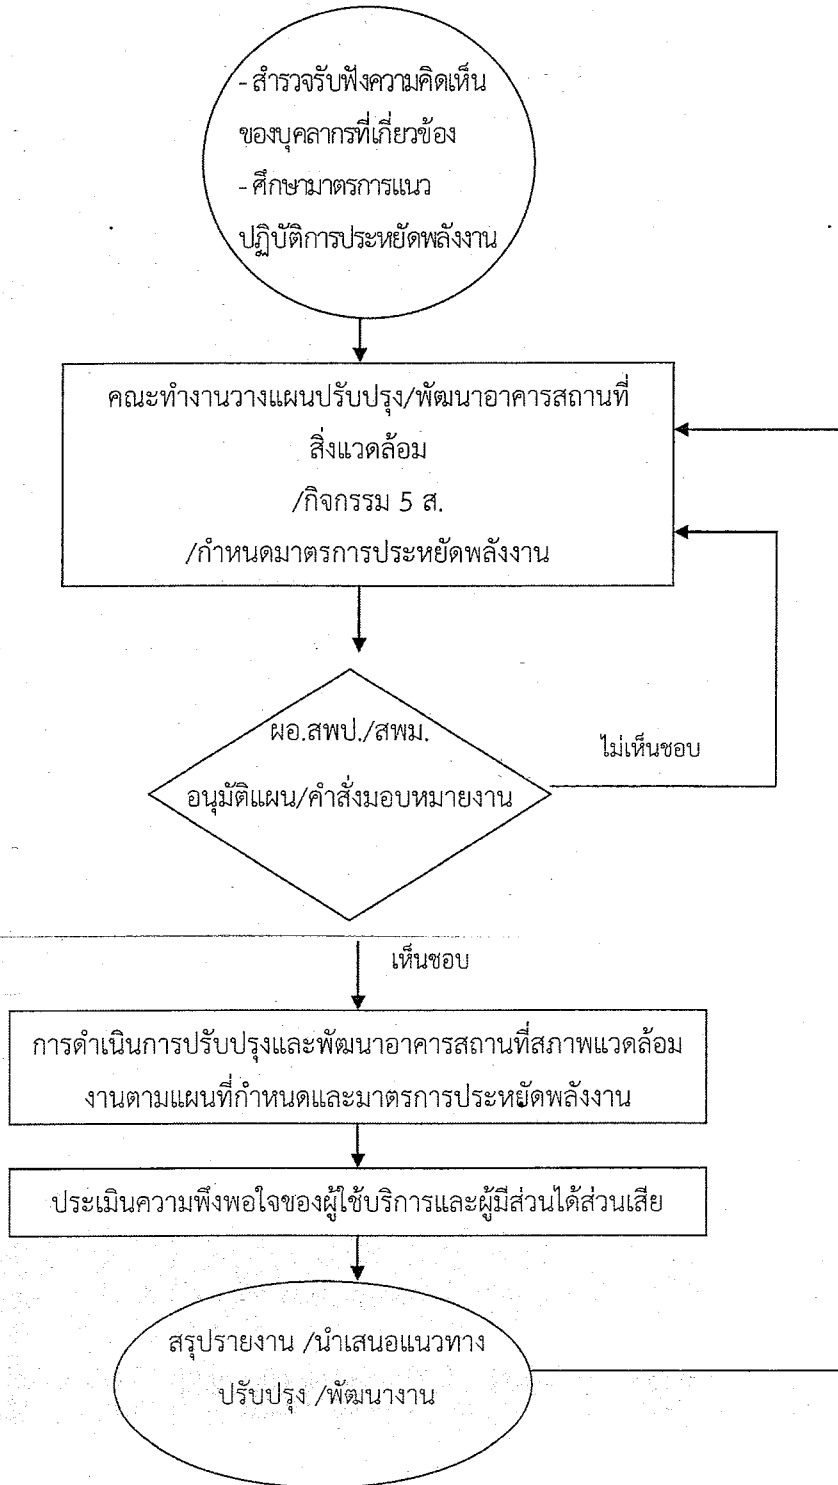 - สำรวจรับฟังความคิดเห็น
ของบุคลากรที่เกี่ยวข้อง
- ศึกษามาตรการแนว
ปฏิบัติการประหยัดพลังงาน
คณะทำงานวางแผนปรับปรุง/พัฒนาอาคารสถานที่
สิ่งแวดล้อม
/กิจกรรม 5 ส.
/กำหนดมาตรการประหยัดพลังงาน
ผอ.สพป./สพม.
อนุมัติแผน/คำสั่งมอบหมายงาน
ไม่เห็นชอบ
เห็นชอบ
การดำเนินการปรับปรุงและพัฒนาอาคารสถานที่สภาพแวดล้อม
งานตามแผนที่กำหนดและมาตรการประหยัดพลังงาน
ประเมินความพึงพอใจของผู้ใช้บริการและผู้มีส่วนได้ส่วนเสีย
สรุปรายงาน /นำเสนอแนวทาง
ปรับปรุง /พัฒนางาน